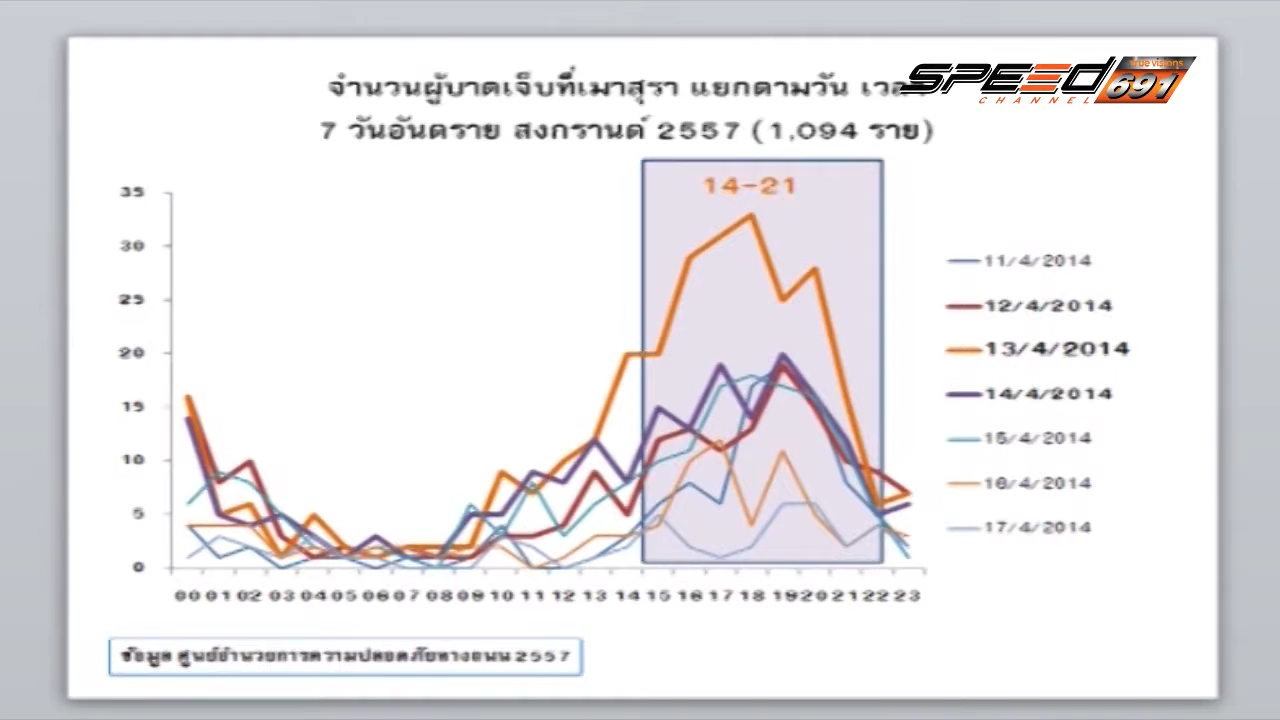 จำนวนผู้บาดเจ็บที่เมาสุรา แยกตามวัน
7 วันอันตราย สงกรานต์ 2557 (1,094 ราย)
SPEED
CHANNEL
true visions
691
14-21
35
30
25
20
15
10
5
0
00 01 02 03 04 05 06 07 08 09 10 11 12 13 14 15 16 17 18 19 20 21 22 23
11/4/2014
12/4/2014
13/4/2014
14/4/2014
15/4/2014
16/4/2014
17/4/2014
ข้อมูล ศูนย์อำนวยการความปลอดภัยทางถนน 2557